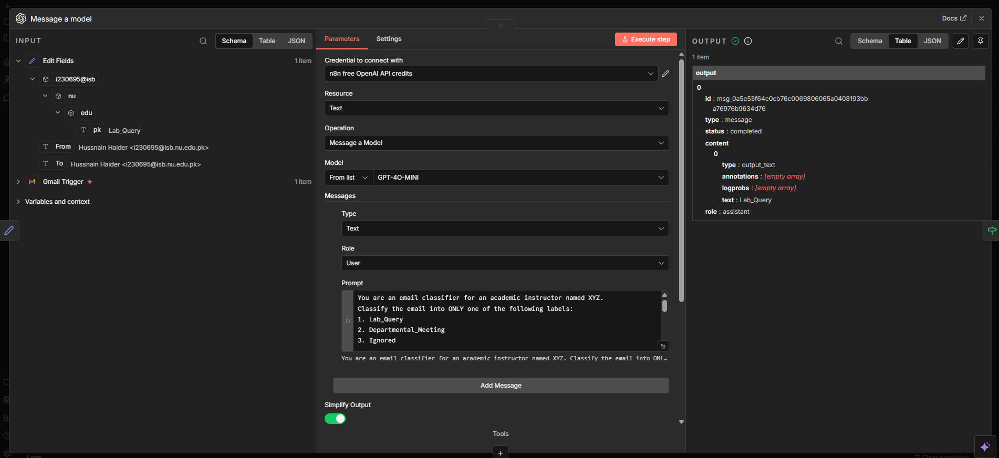 Message a model
Docs
INPUT
Schema
Table
JSON
Edit Fields
1 item
i230695@isb
nu
edu
pk
Lab_Query
From
Hussnain Haider <i230695@isb.nu.edu.pk>
To
Hussnain Haider <i230695@isb.nu.edu.pk>
Gmail Trigger
1 item
Variables and context
Parameters
Settings
Execute step
Credential to connect with
n8n free OpenAI API credits
Resource
Text
Operation
Message a Model
Model
From list
GPT-4O-MINI
Messages
Type
Text
Role
User
Prompt
fx
You are an email classifier for an academic instructor named XYZ.
Classify the email into ONLY one of the following labels:
1. Lab_Query
2. Departmental_Meeting
3. Ignored
You are an email classifier for an academic instructor named XYZ. Classify the email into ONL…
Add Message
Simplify Output
Tools
OUTPUT
Schema
Table
JSON
1 item
output
0
id : msg_0a5e53f64e0cb76c0069806065a0408193bb
a76976b9634d76
type : message
status : completed
content
0
type : output_text
annotations : [empty array]
logprobs : [empty array]
text : Lab_Query
role : assistant
Logs
Clear execution